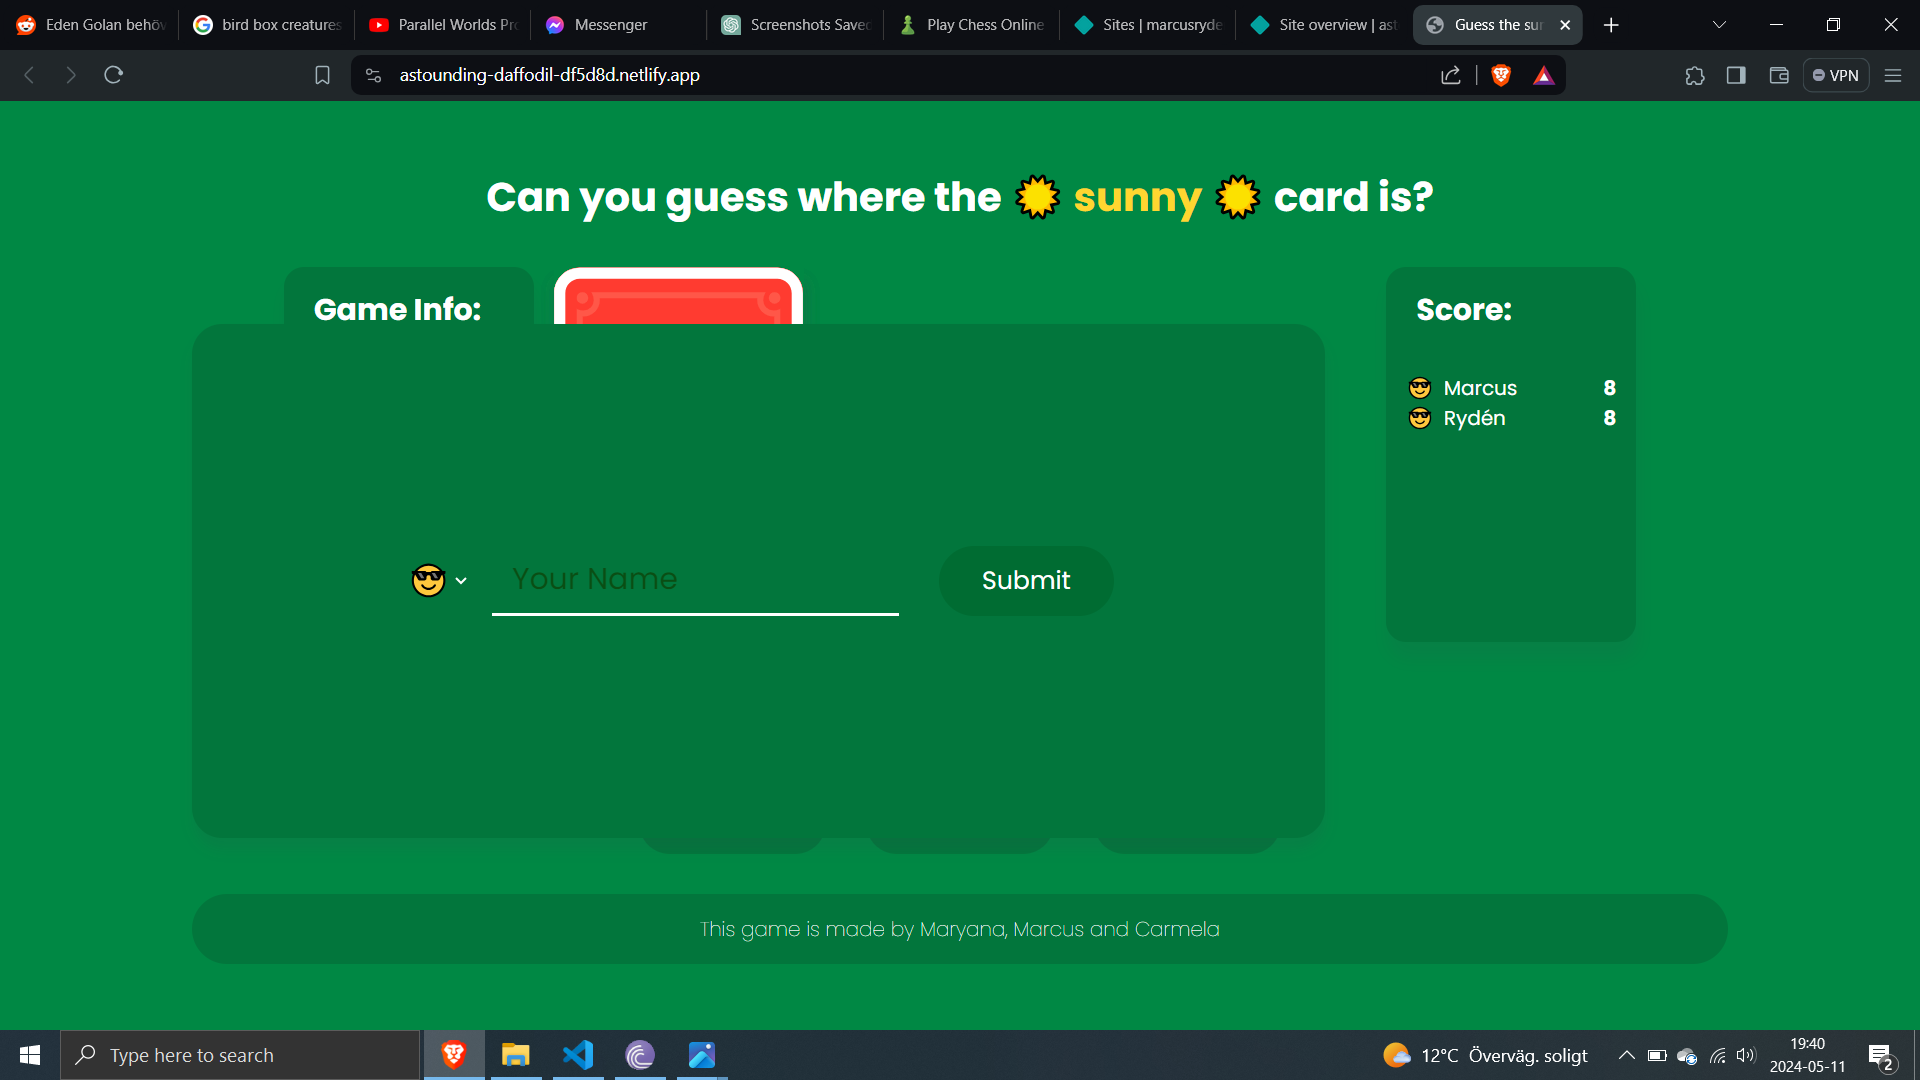 Eden Golan behöv
bird box creatures
Parallel Worlds Pro
Messenger
Screenshots Saved
Play Chess Online
Sites | marcusryde
Site overview | ast
Guess the sun
astounding-daffodil-df5d8d.netlify.app
VPN
Can you guess where the sunny card is?
Game Info:
Score:
Marcus 8
Rydén 8
Your Name
Submit
This game is made by Maryana, Marcus and Carmela
Type here to search
12°C Överväg. soligt
19:40
2024-05-11
2